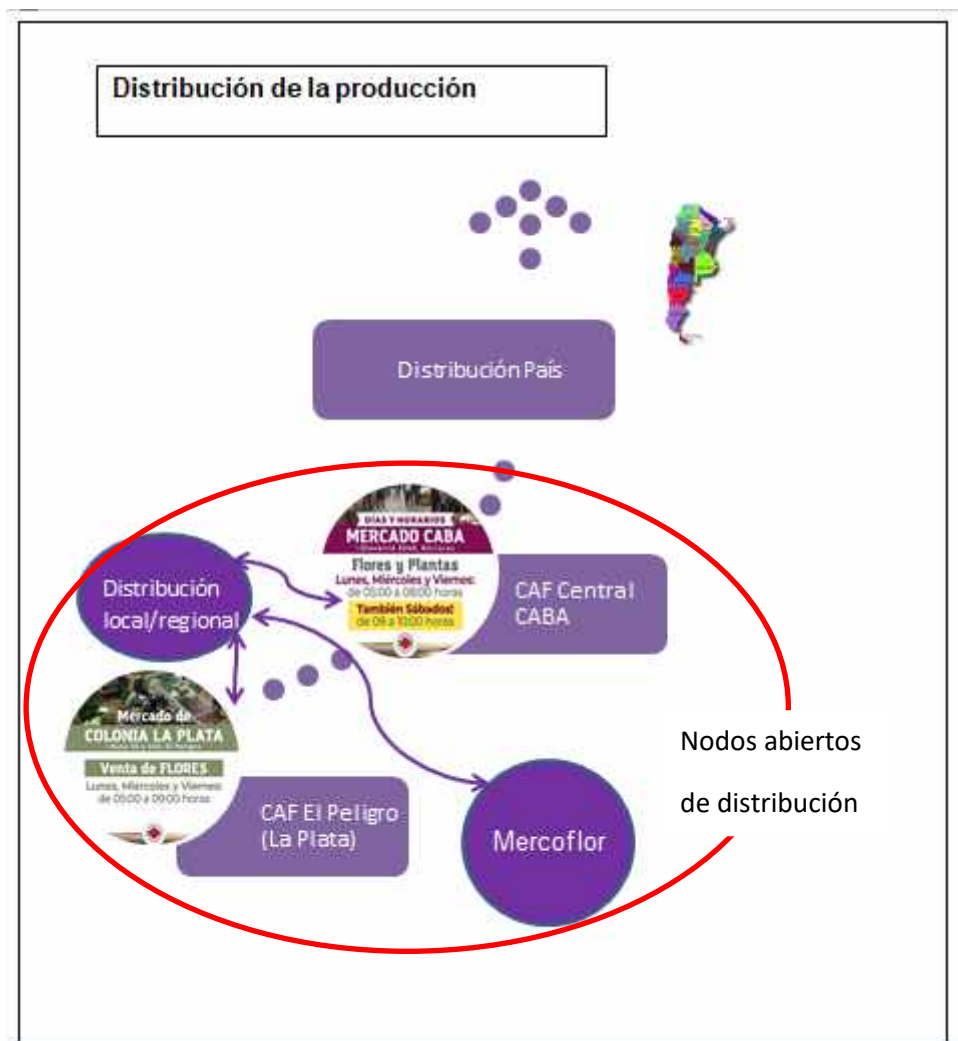 Distribución de la producción
Distribución País
DÍAS Y HORARIOS
MERCADO CABA
Flores y Plantas
Lunes, Miércoles y Viernes:
de 05:00 a 08:00 horas
También Sábados!
de 08 a 10:00 horas
CAF Central
CABA
Distribución
local/regional
Mercado de
COLONIA LA PLATA
Venta de FLORES
Lunes, Miércoles y Viernes
de 05:00 a 09:00 horas
CAF El Peligro
(La Plata)
Mercoflor
Nodos abiertos
de distribución